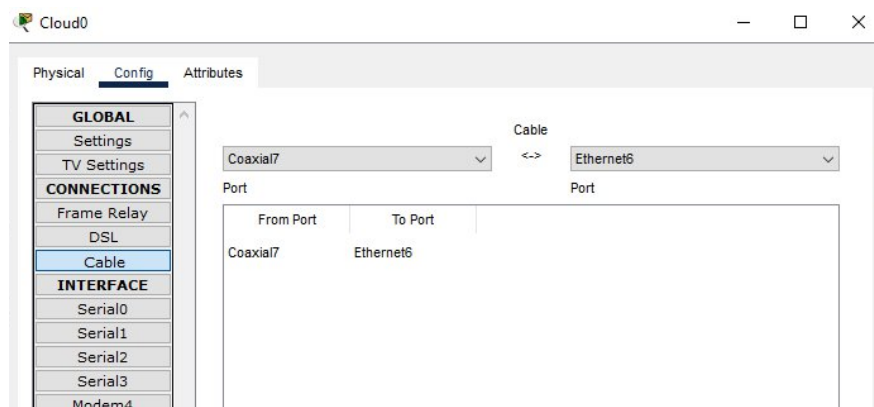 Cloud0
Physical Config Attributes
GLOBAL
Settings
TV Settings
CONNECTIONS
Frame Relay
DSL
Cable
INTERFACE
Serial0
Serial1
Serial2
Serial3
Modem4
Cable
Coaxial7 <-> Ethernet6
Port Port
From Port To Port
Coaxial7 Ethernet6